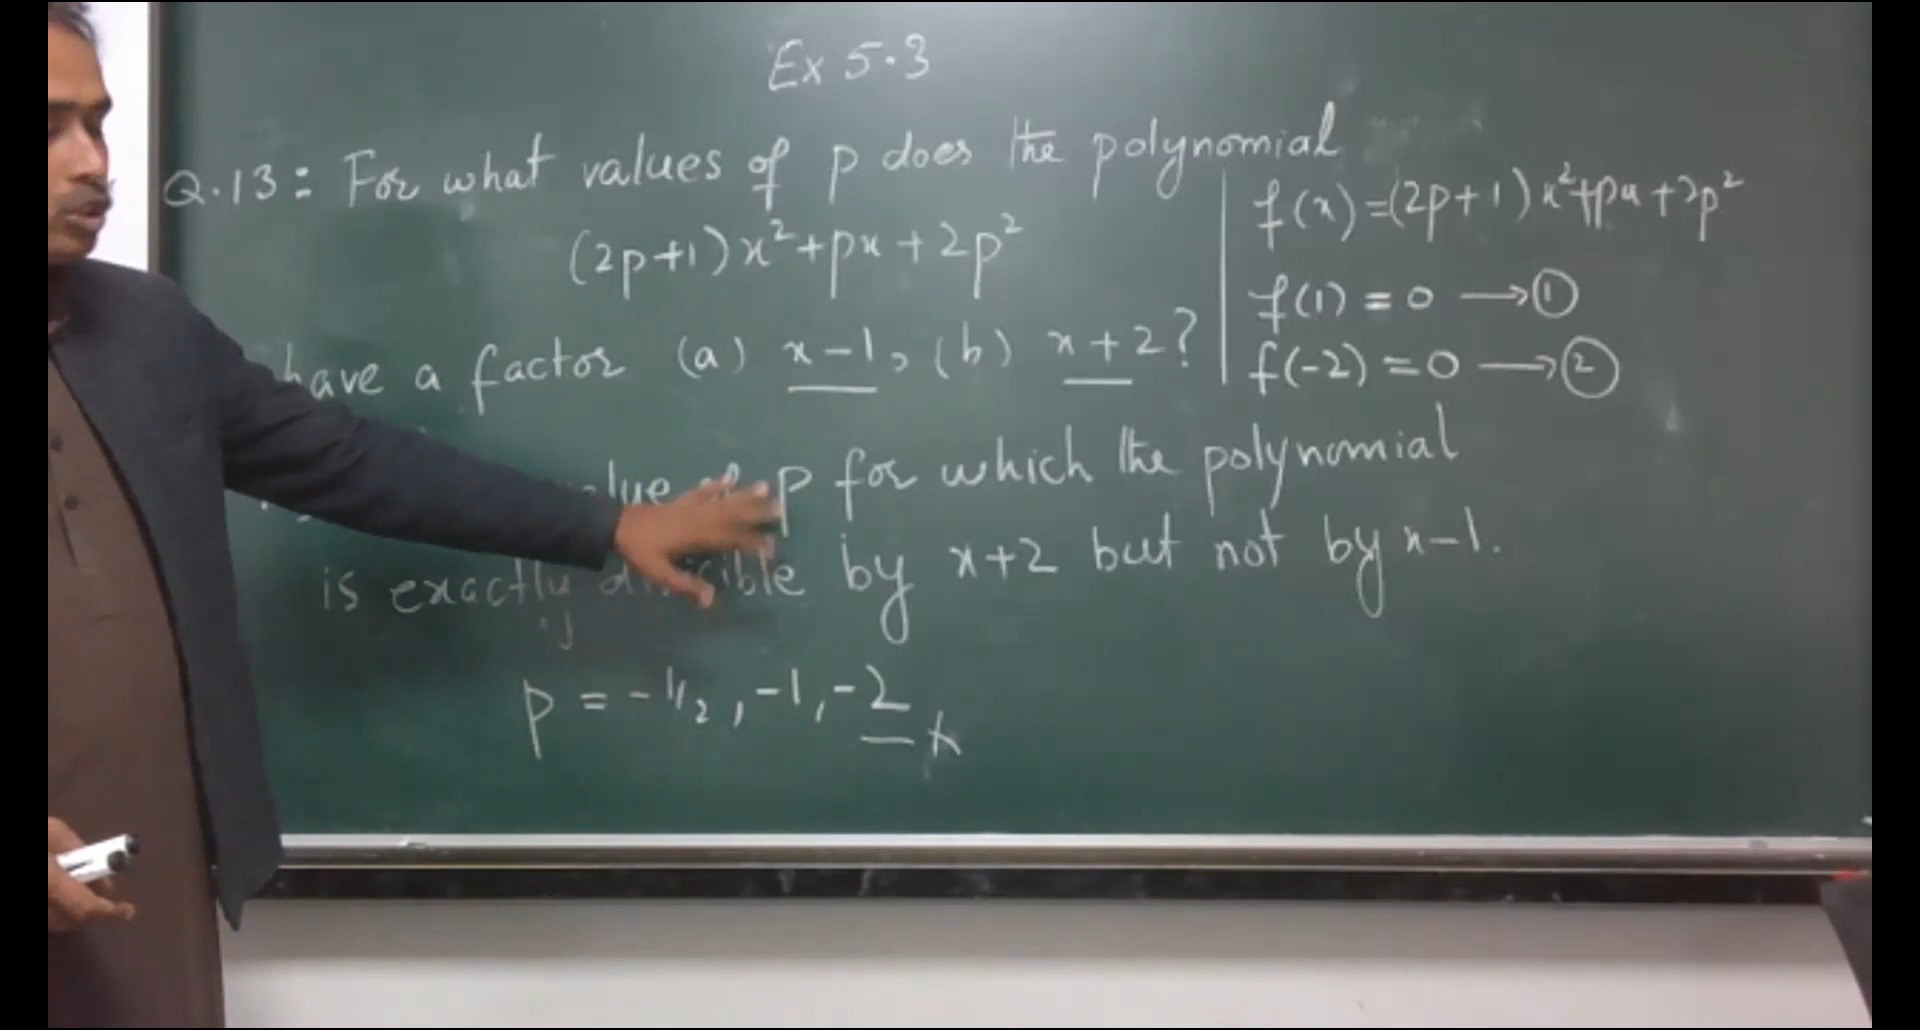 Ex 5.3
Q.13: For what values of p does the polynomial
(2p+1)x²+px+2p²
have a factor (a) x-1, (b) x+2?
p for which the polynomial
is exactly by x+2 but not by x-1.
p = -1/2, -1, -2
f(x)=(2p+1)x²+px+2p²
f(1) = 0 → ①
f(-2) = 0 → ②